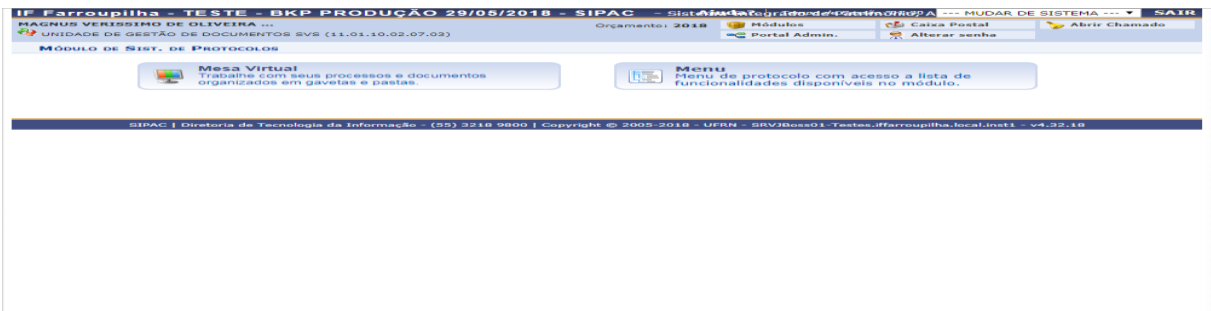 IF Farroupilha - TESTE - BKP PRODUÇÃO 29/05/2018 - SIPAC - --- MUDAR DE SISTEMA --- SAIR
MAGNUS VERISSIMO DE OLIVEIRA ... Orçamento: 2018 Módulos Caixa Postal Abrir Chamado
UNIDADE DE GESTÃO DE DOCUMENTOS SVS (11.01.10.02.07.03) Portal Admin. Alterar senha
MÓDULO DE SIST. DE PROTOCOLOS
Mesa Virtual
Trabalhe com seus processos e documentos
organizados em gavetas e pastas.
Menu
Menu de protocolo com acesso a lista de
funcionalidades disponíveis no módulo.
SIPAC | Diretoria de Tecnologia da Informação - (55) 3218 9800 | Copyright © 2005-2018 - UFRN - SRVJBoss01-Testes.iffarroupilha.local.inst1 - v4.32.18